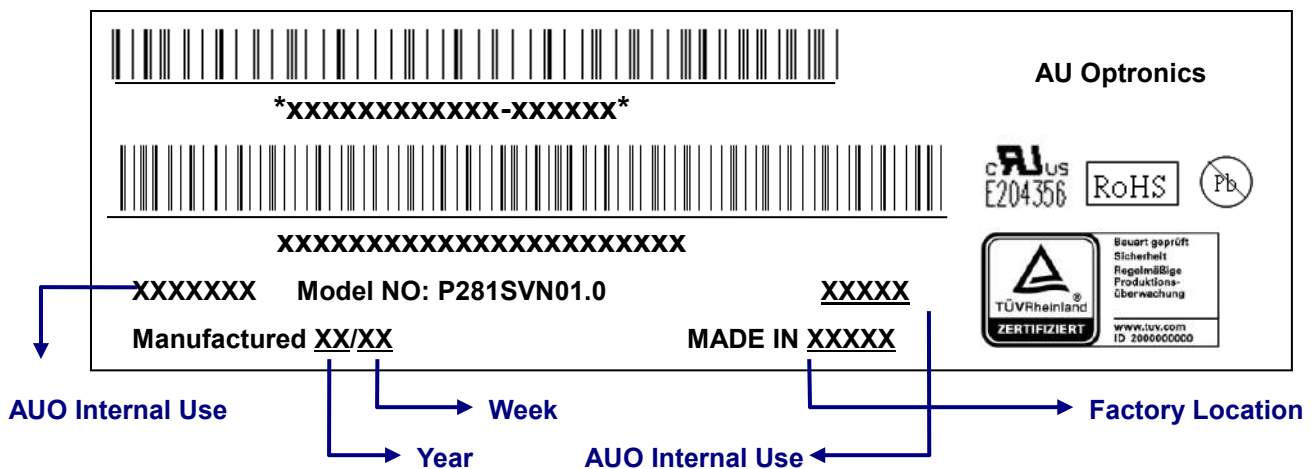 AU Optronics
*xxxxxxxxxxxx-xxxxxx*
c RU us
E204356
RoHS
Pb
xxxxxxxxxxxxxxxxxxxxxxx
TÜVRheinland®
ZERTIFIZIERT
Bauart geprüft
Sicherheit
Regelmäßige
Produktions-
überwachung
www.tuv.com
ID 2000000000
XXXXXXX Model NO: P281SVN01.0 XXXXX
Manufactured XX/XX MADE IN XXXXX
AUO Internal Use
Week
Factory Location
Year
AUO Internal Use